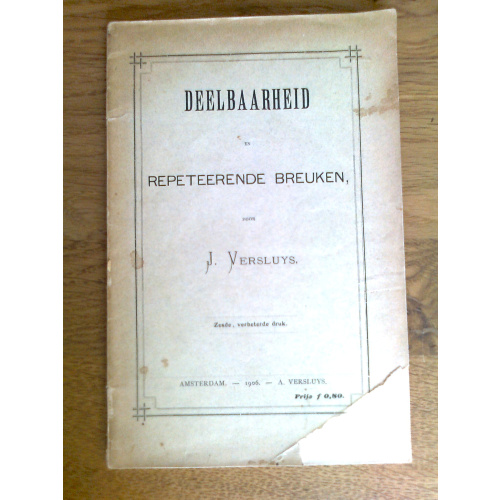 DEELBAARHEID
EN
REPETEERENDE BREUKEN,
DOOR
J. VERSLUYS.
Zesde, verbeterde druk.
AMSTERDAM. — 1906. — A. VERSLUYS.
Prijs f 0,80.